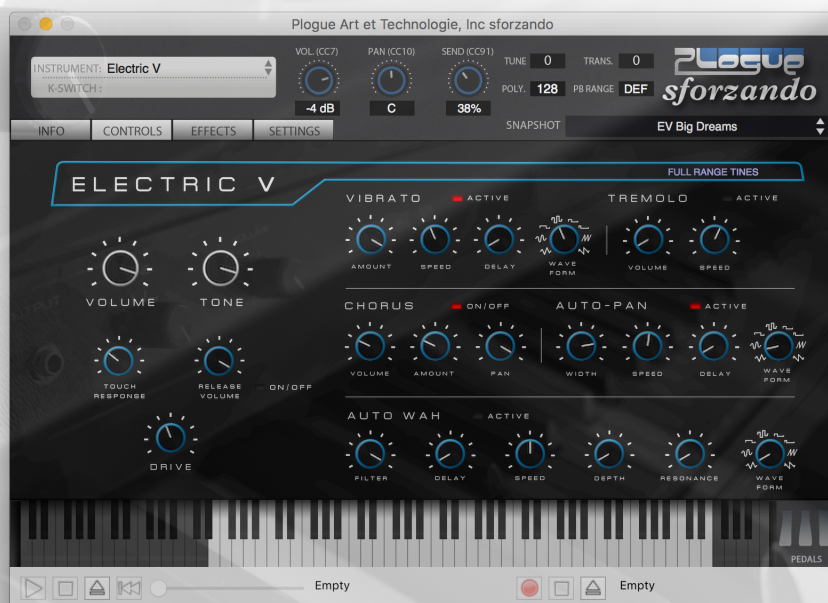 Plogue Art et Technologie, Inc sforzando
INSTRUMENT: Electric V
K-SWITCH :
VOL. (CC7) PAN (CC10) SEND (CC91)
-4 dB C 38%
TUNE 0 TRANS. 0
POLY. 128 PB RANGE DEF
Plogue
sforzando
INFO CONTROLS EFFECTS SETTINGS
SNAPSHOT EV Big Dreams
ELECTRIC V
FULL RANGE TINES
VIBRATO ACTIVE TREMOLO ACTIVE
AMOUNT SPEED DELAY WAVE FORM VOLUME SPEED
VOLUME TONE
CHORUS ON/OFF AUTO-PAN ACTIVE
VOLUME AMOUNT PAN WIDTH SPEED DELAY WAVE FORM
TOUCH RESPONSE RELEASE VOLUME ON/OFF
AUTO WAH ACTIVE
DRIVE
FILTER DELAY SPEED DEPTH RESONANCE WAVE FORM
PEDALS
Empty Empty